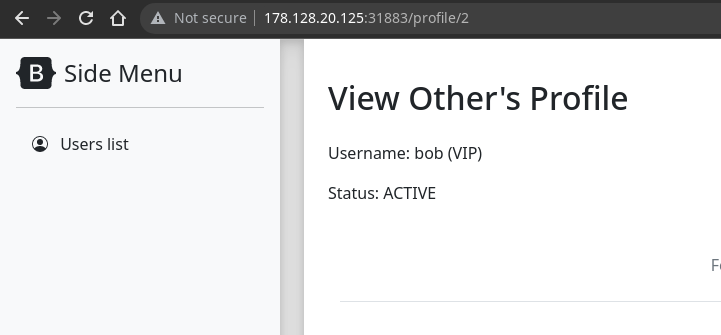 Not secure 178.128.20.125:31883/profile/2
B Side Menu
Users list
View Other's Profile
Username: bob (VIP)
Status: ACTIVE